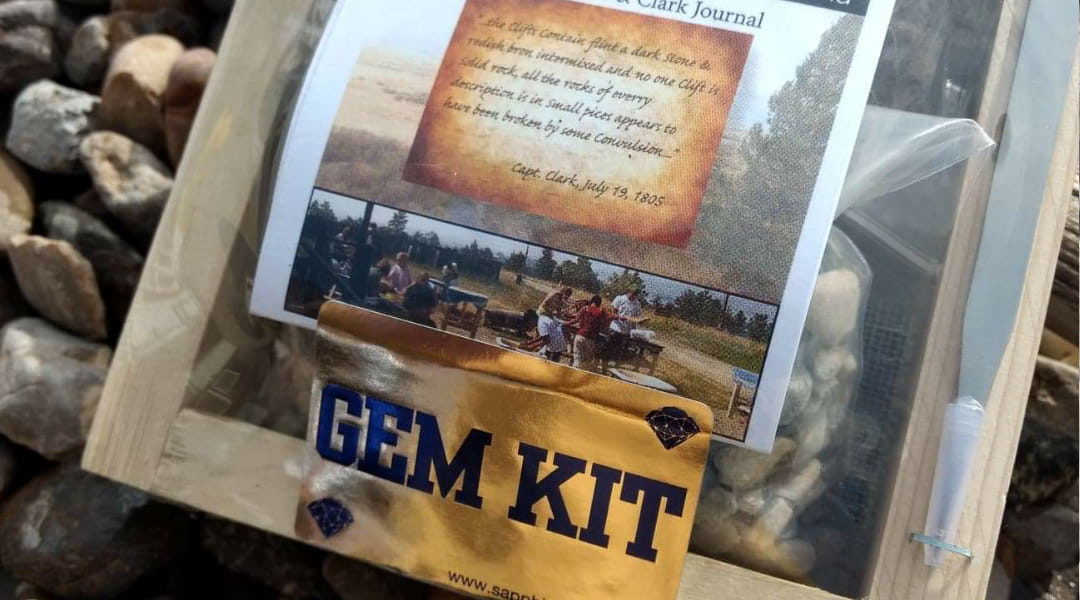 & Clark Journal
"...the Clifts Contain flint a dark stone &
redish bron intermixed and no one Clift is
solid rock, all the rocks of everry
description is in small pices appears to
have been broken by some Convulsion..."
Capt. Clark, July 19, 1805
GEM KIT
www.sapph